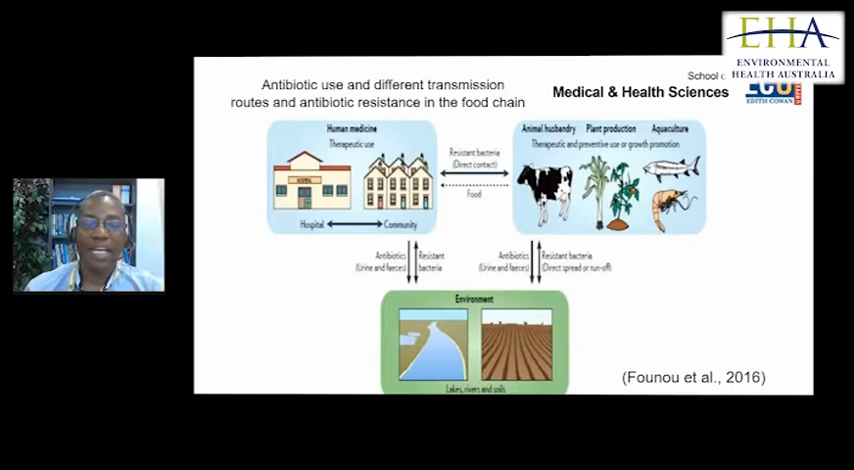 EHA
ENVIRONMENTAL
HEALTH AUSTRALIA
School o
Medical & Health Sciences
ECU
EDITH COWAN
Antibiotic use and different transmission
routes and antibiotic resistance in the food chain
Human medicine
Therapeutic use
HOSPITAL
Hospital
Community
Resistant bacteria
(Direct contact)
Food
Animal husbandry Plant production Aquaculture
Therapeutic and preventive use or growth promotion
Antibiotics
(Urine and faeces)
Resistant
bacteria
Antibiotics
(Urine and faeces)
Resistant bacteria
(Direct spread or run-off)
Environment
Lakes, rivers and soils
(Founou et al., 2016)